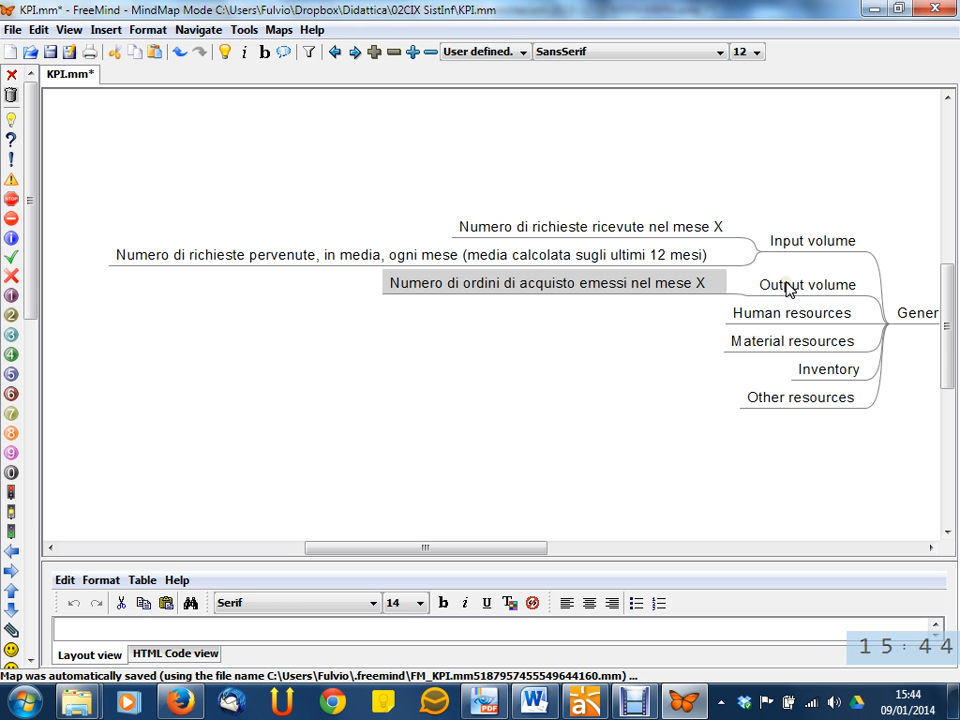 KPI.mm* - FreeMind - MindMap Mode C:\Users\Fulvio\Dropbox\Didattica\02CIX SistInf\KPI.mm
File Edit View Insert Format Navigate Tools Maps Help
User defined. SansSerif 12
KPI.mm*
Numero di richieste ricevute nel mese X
Input volume
Numero di richieste pervenute, in media, ogni mese (media calcolata sugli ultimi 12 mesi)
Numero di ordini di acquisto emessi nel mese X
Output volume
Human resources
Gener
Material resources
Inventory
Other resources
Edit Format Table Help
Serif 14
Layout view HTML Code view
15:44
Map was automatically saved (using the file name C:\Users\Fulvio\.freemind\FM_KPI.mm5187955745549644160.mm) ...
15:44
09/01/2014